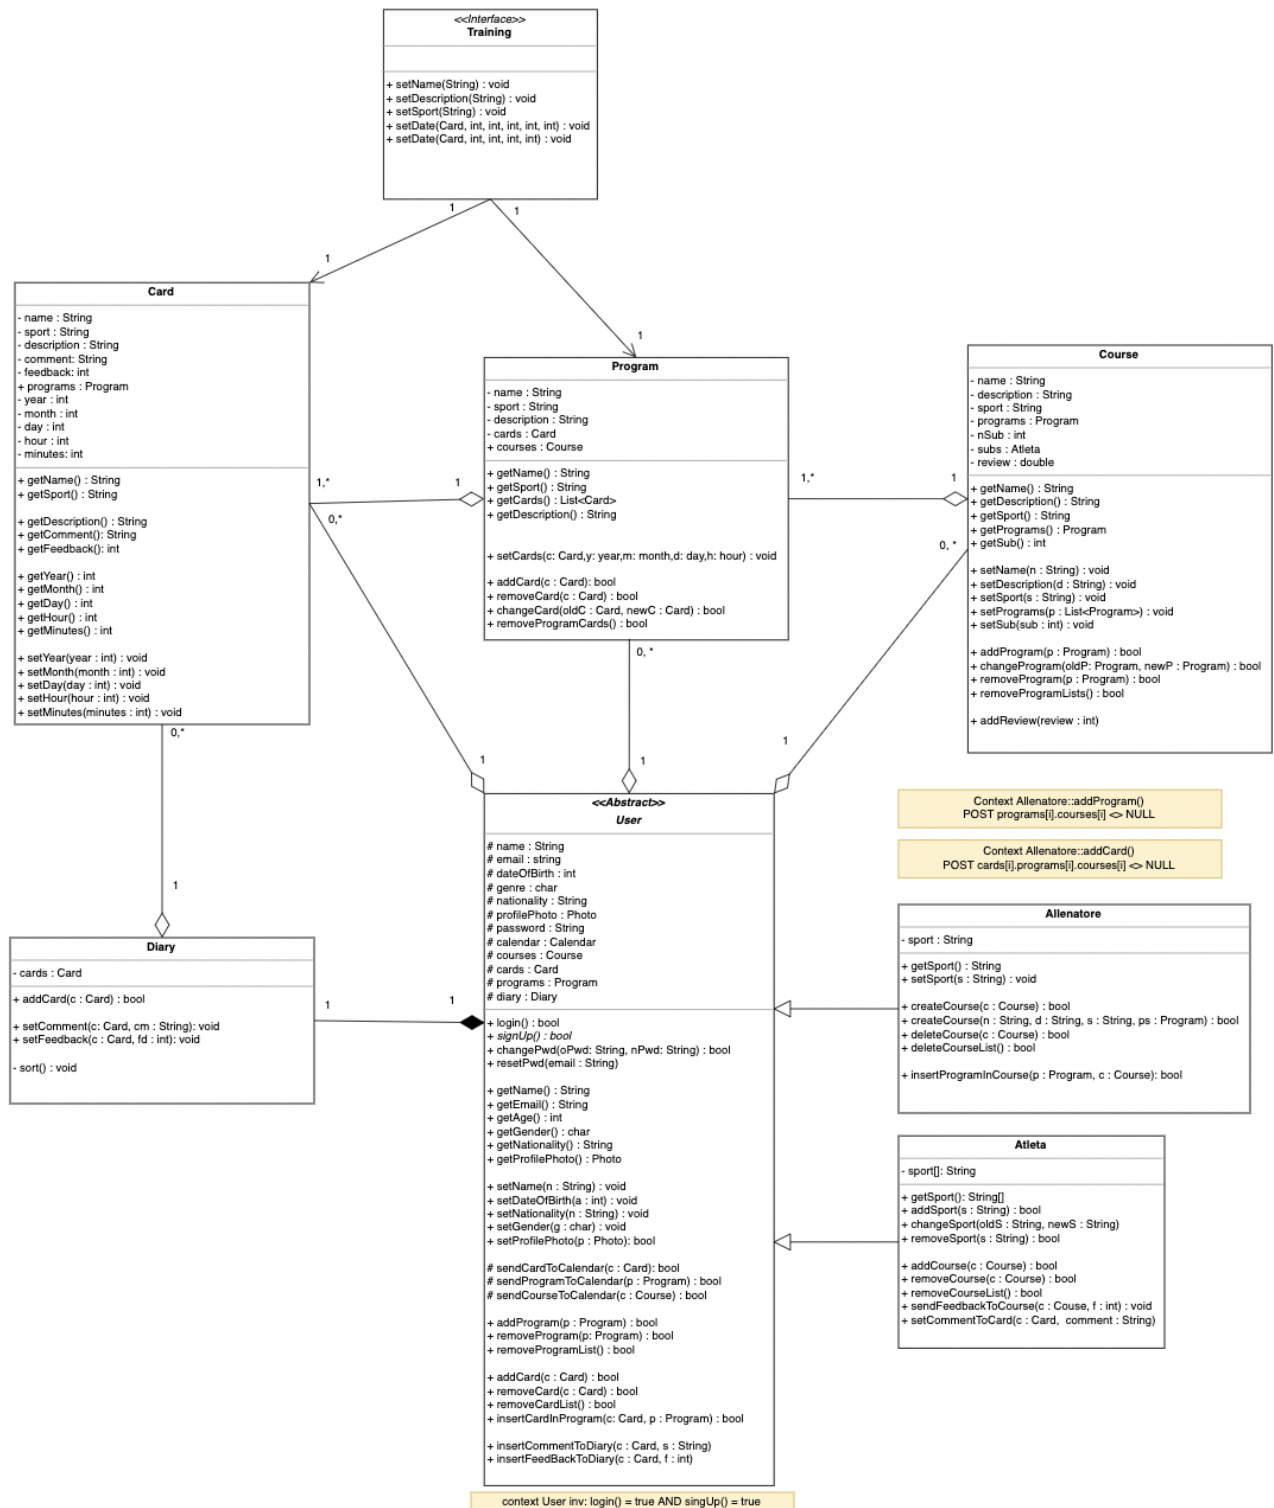 <<Interface>>
Training
+ setName(String) : void
+ setDescription(String) : void
+ setSport(String) : void
+ setDate(Card, int, int, int, int, int) : void
+ setDate(Card, int, int, int, int) : void
1
1
1
1
Card
- name : String
- sport : String
- description : String
- comment: String
- feedback: int
+ programs : Program
- year : int
- month : int
- day : int
- hour : int
- minutes: int
+ getName() : String
+ getSport() : String
+ getDescription() : String
+ getComment(): String
+ getFeedback(): int
+ getYear() : int
+ getMonth() : int
+ getDay() : int
+ getHour() : int
+ getMinutes() : int
+ setYear(year : int) : void
+ setMonth(month : int) : void
+ setDay(day : int) : void
+ setHour(hour : int) : void
+ setMinutes(minutes : int) : void
1,*
1
0,*
Program
- name : String
- sport : String
- description : String
- cards : Card
+ courses : Course
+ getName() : String
+ getSport() : String
+ getCards() : List<Card>
+ getDescription() : String
+ setCards(c: Card,y: year,m: month,d: day,h: hour) : void
+ addCard(c : Card): bool
+ removeCard(c : Card) : bool
+ changeCard(oldC : Card, newC : Card) : bool
+ removeProgramCards() : bool
1,*
1
0, *
Course
- name : String
- description : String
- sport : String
- programs : Program
- nSub : int
- subs : Atleta
- review : double
+ getName() : String
+ getDescription() : String
+ getSport() : String
+ getPrograms() : Program
+ getSub() : int
+ setName(n : String) : void
+ setDescription(d : String) : void
+ setSport(s : String) : void
+ setPrograms(p : List<Program>) : void
+ setSub(sub : int) : void
+ addProgram(p : Program) : bool
+ changeProgram(oldP: Program, newP : Program) : bool
+ removeProgram(p : Program) : bool
+ removeProgramLists() : bool
+ addReview(review : int)
0, *
0,*
1
1
1
1
Diary
- cards : Card
+ addCard(c : Card) : bool
+ setComment(c: Card, cm : String): void
+ setFeedback(c : Card, fd : int): void
- sort() : void
1
1
<<Abstract>>
User
# name : String
# email : string
# dateOfBirth : int
# genre : char
# nationality : String
# profilePhoto : Photo
# password : String
# calendar : Calendar
# courses : Course
# cards : Card
# programs : Program
# diary : Diary
+ login() : bool
+ signUp() : bool
+ changePwd(oPwd: String, nPwd: String) : bool
+ resetPwd(email : String)
+ getName() : String
+ getEmail() : String
+ getAge() : int
+ getGender() : char
+ getNationality() : String
+ getProfilePhoto() : Photo
+ setName(n : String) : void
+ setDateOfBirth(a : int) : void
+ setNationality(n : String) : void
+ setGender(g : char) : void
+ setProfilePhoto(p : Photo): bool
# sendCardToCalendar(c : Card): bool
# sendProgramToCalendar(p : Program) : bool
# sendCourseToCalendar(c : Course) : bool
+ addProgram(p : Program) : bool
+ removeProgram(p: Program) : bool
+ removeProgramList() : bool
+ addCard(c : Card) : bool
+ removeCard(c : Card) : bool
+ removeCardList() : bool
+ insertCardInProgram(c: Card, p : Program) : bool
+ insertCommentToDiary(c : Card, s : String)
+ insertFeedBackToDiary(c : Card, f : int)
context User inv: login() = true AND singUp() = true
Context Allenatore::addProgram()
POST programs[i].courses[i] <> NULL
Context Allenatore::addCard()
POST cards[i].programs[i].courses[i] <> NULL
Allenatore
- sport : String
+ getSport() : String
+ setSport(s : String) : void
+ createCourse(c : Course) : bool
+ createCourse(n : String, d : String, s : String, ps : Program) : bool
+ deleteCourse(c : Course) : bool
+ deleteCourseList() : bool
+ insertProgramInCourse(p : Program, c : Course): bool
Atleta
- sport[]: String
+ getSport(): String[]
+ addSport(s : String) : bool
+ changeSport(oldS : String, newS : String)
+ removeSport(s : String) : bool
+ addCourse(c : Course) : bool
+ removeCourse(c : Course) : bool
+ removeCourseList() : bool
+ sendFeedbackToCourse(c : Couse, f : int) : void
+ setCommentToCard(c : Card, comment : String)